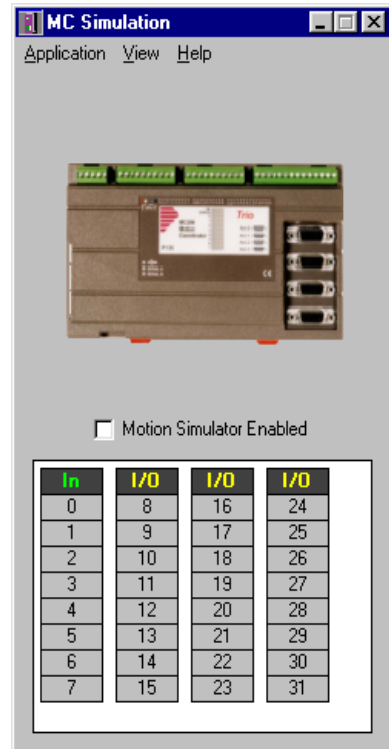 MC Simulation
Application View Help
Trio
Motion Simulator Enabled
In I/O I/O I/O
0 8 16 24
1 9 17 25
2 10 18 26
3 11 19 27
4 12 20 28
5 13 21 29
6 14 22 30
7 15 23 31